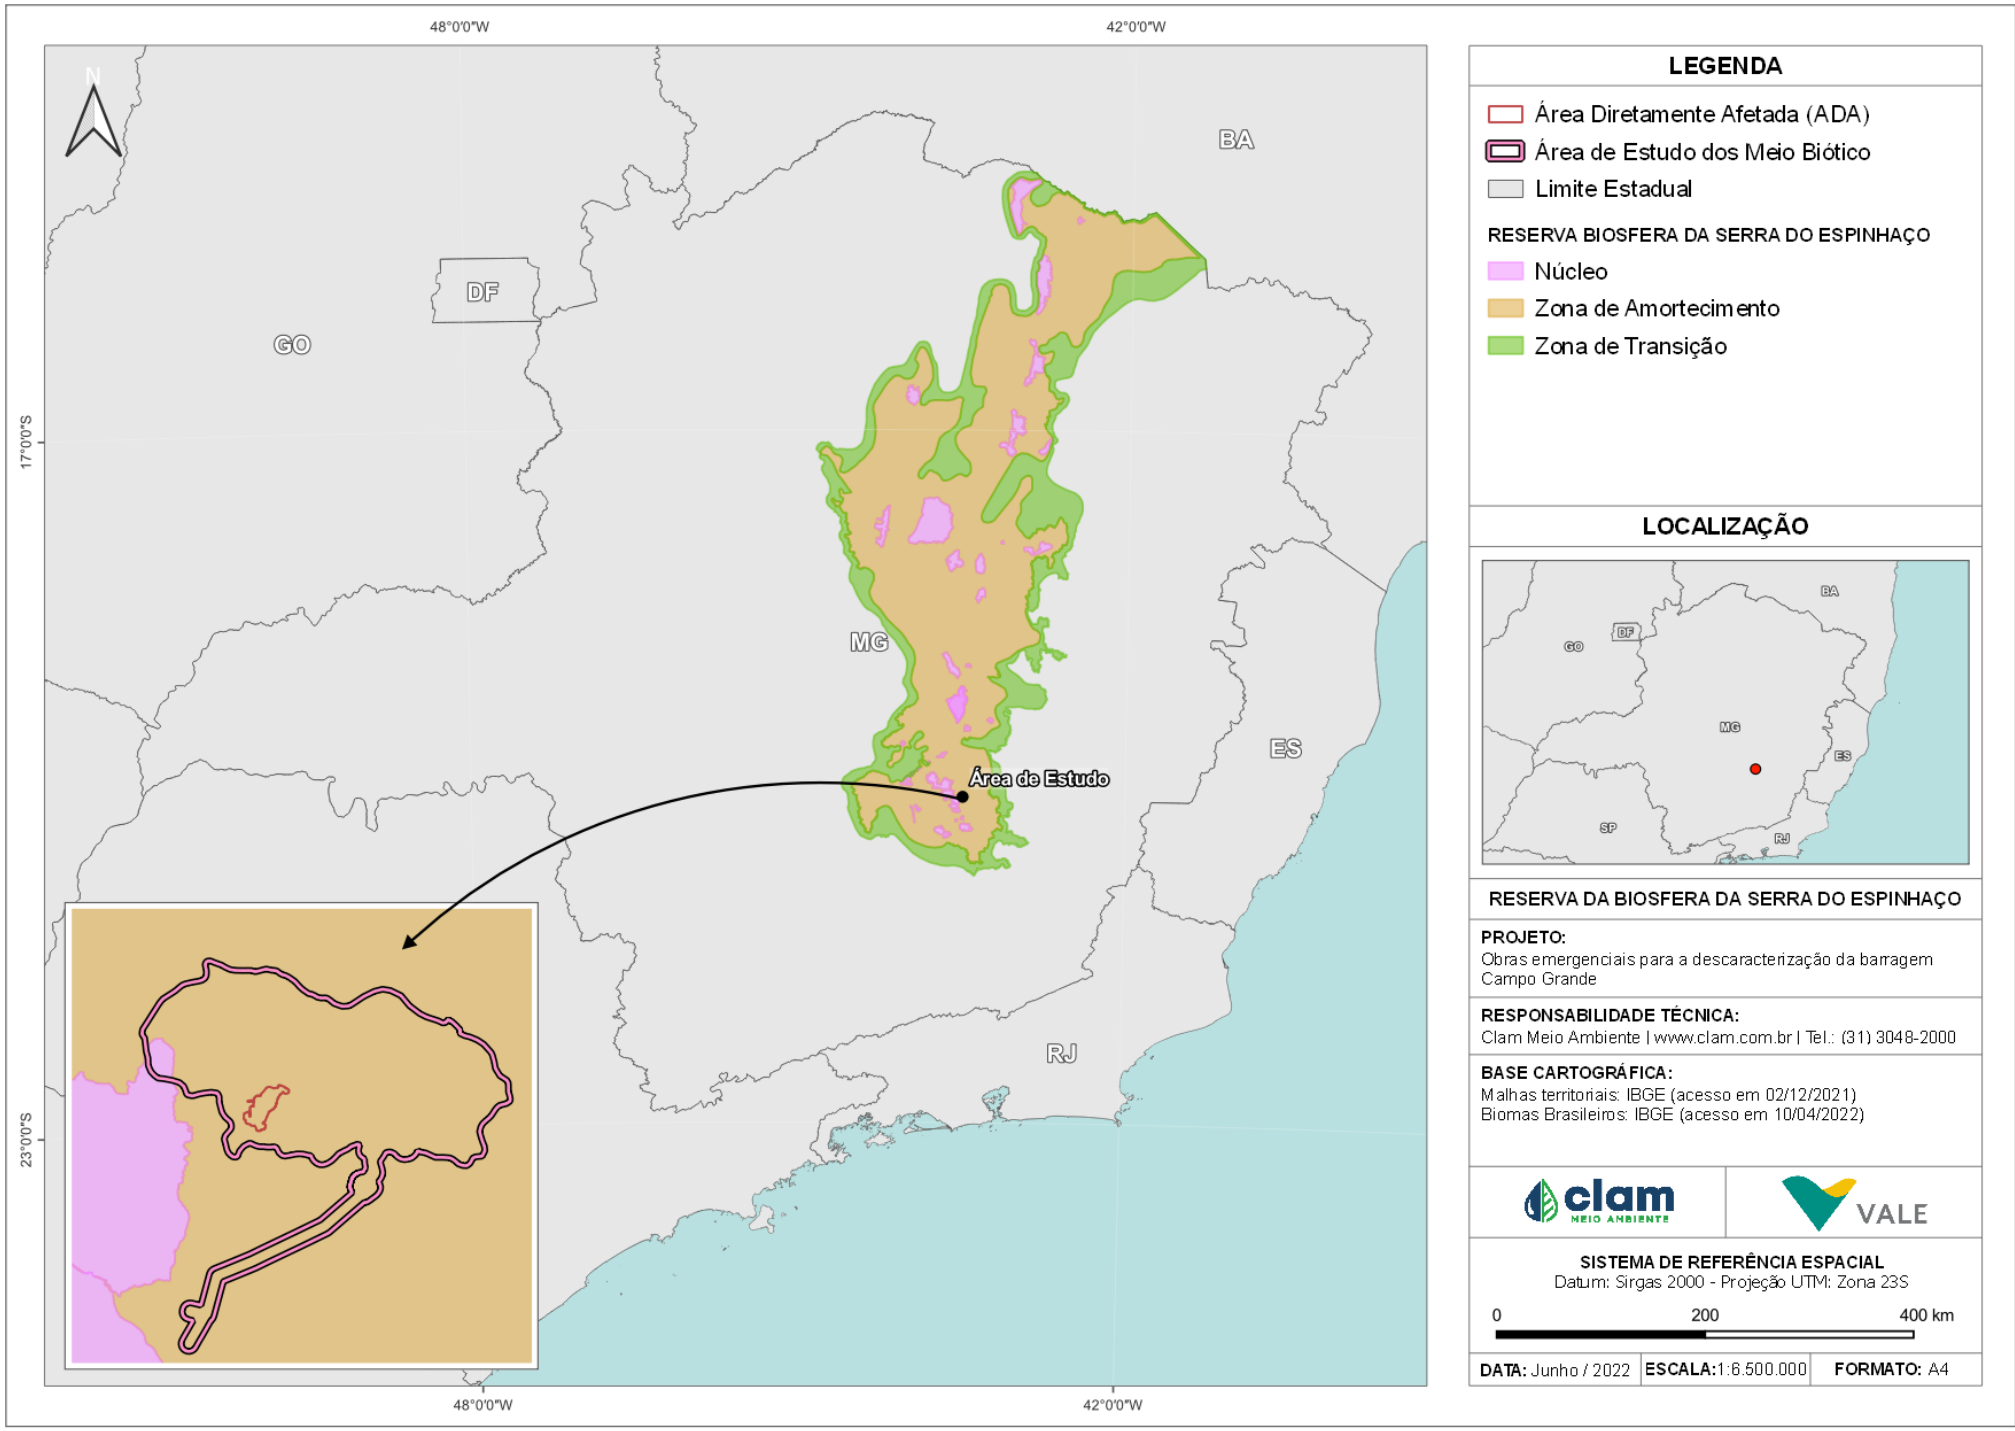 48°0'0"W
42°0'0"W
N
BA
DF
GO
17°0'0"S
MG
ES
Área de Estudo
RJ
23°0'0"S
48°00'0"W
42°00'0"W
LEGENDA
Área Diretamente Afetada (ADA)
Área de Estudo dos Meio Biótico
Limite Estadual
RESERVA BIOSFERA DA SERRA DO ESPINHAÇO
Núcleo
Zona de Amortecimento
Zona de Transição
LOCALIZAÇÃO
BA
DF
GO
MG
ES
SP
RJ
RESERVA DA BIOSFERA DA SERRA DO ESPINHAÇO
PROJETO:
Obras emergenciais para a descaracterização da barragem
Campo Grande
RESPONSABILIDADE TÉCNICA:
Clam Meio Ambiente | www.clam.com.br | Tel.: (31) 3048-2000
BASE CARTOGRÁFICA:
Malhas territoriais: IBGE (acesso em 02/12/2021)
Biomas Brasileiros: IBGE (acesso em 10/04/2022)
clam
MEIO AMBIENTE
VALE
SISTEMA DE REFERÊNCIA ESPACIAL
Datum: Sirgas 2000 - Projeção UTM: Zona 23S
0 200 400 km
DATA: Junho / 2022 ESCALA:1:6.500.000 FORMATO: A4